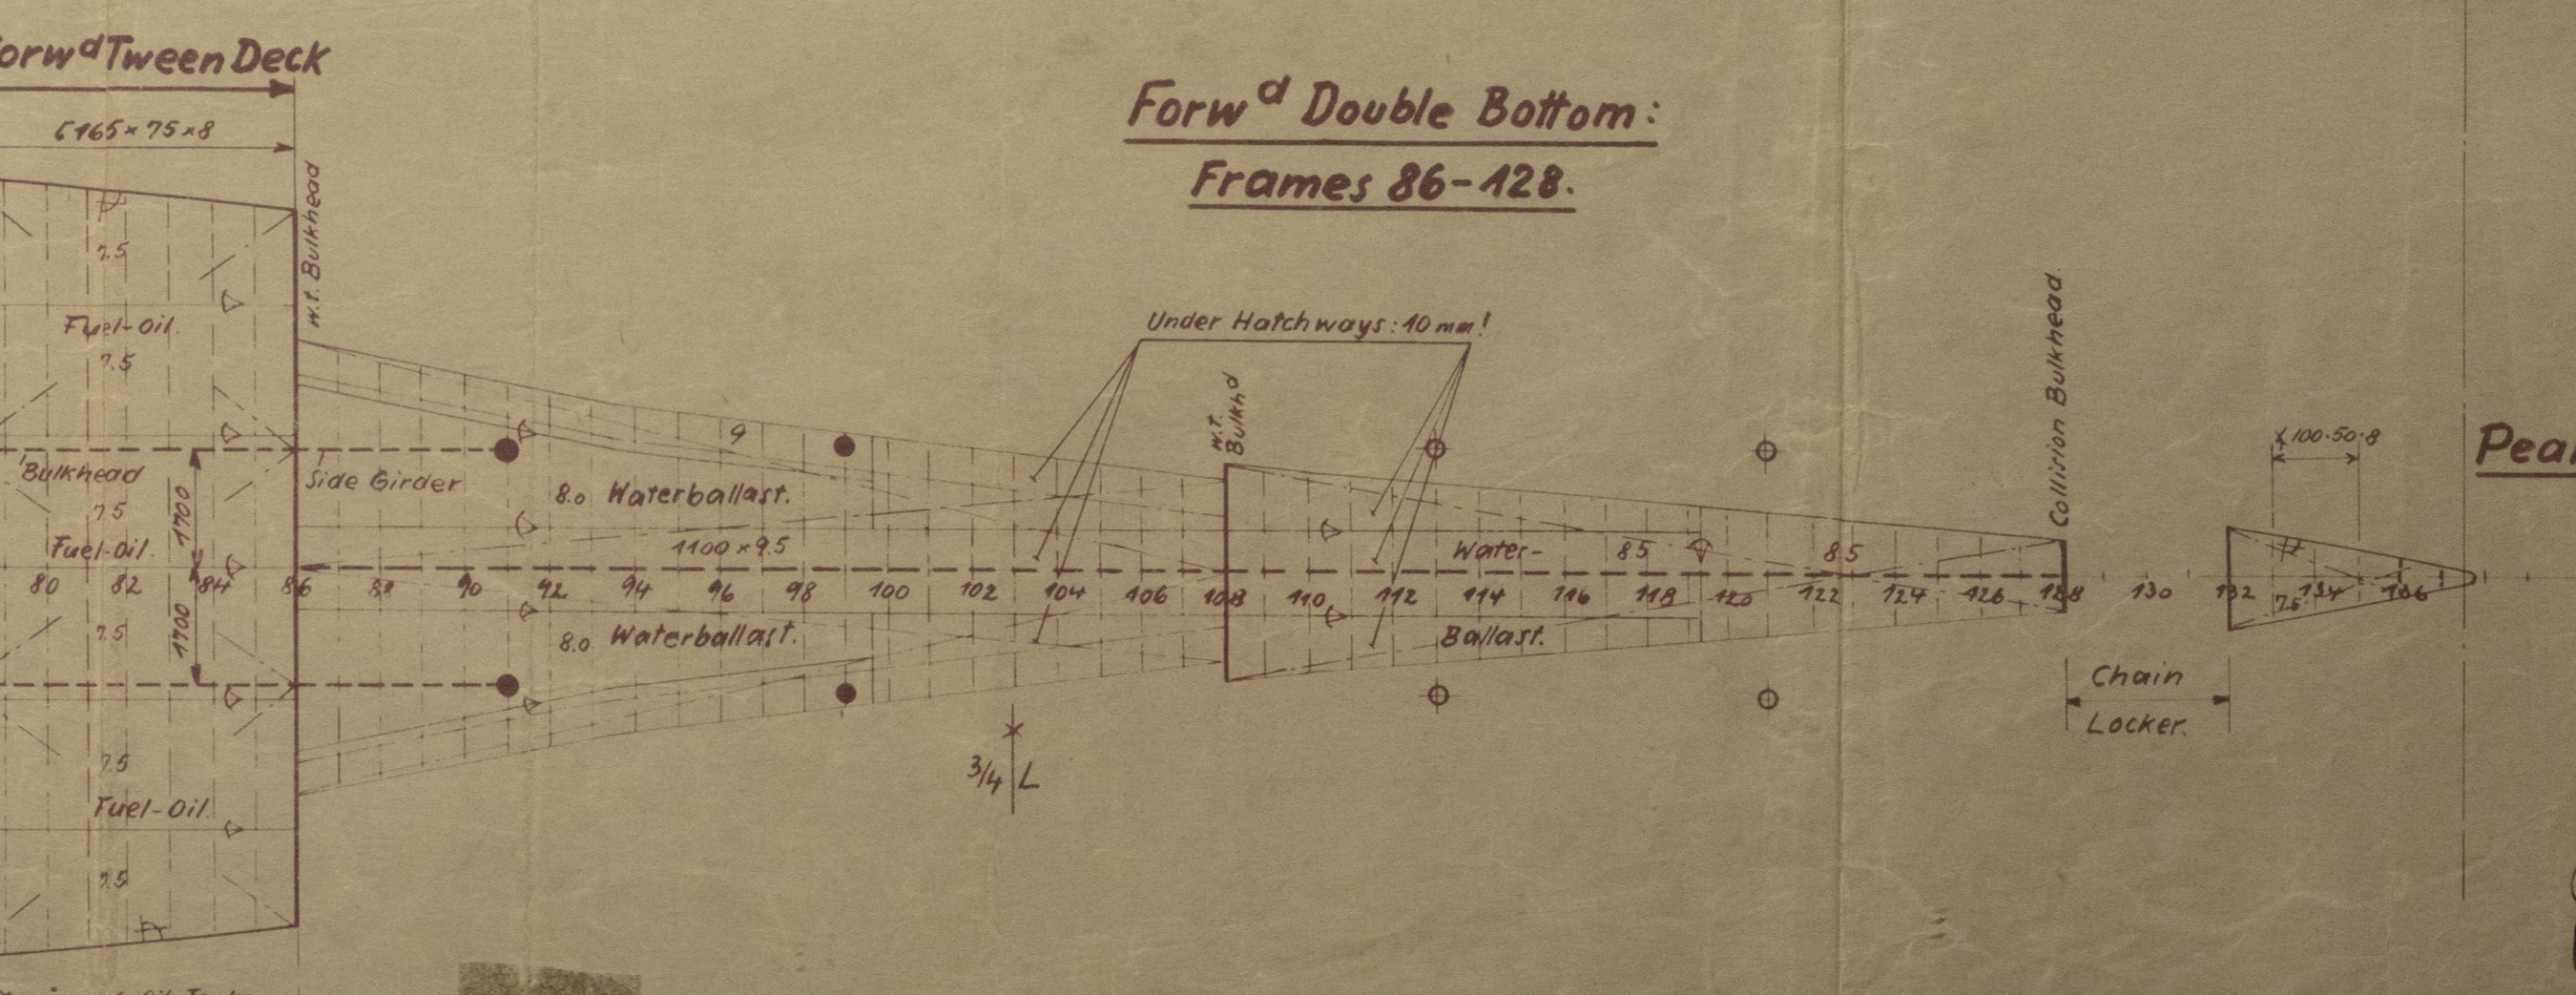 Forwᵈ Tween Deck
165×75×8
w.t. Bulkhead
Forwᵈ Double Bottom:
Frames 86-128.
Under Hatchways: 10 mm!
w.t.
Bulkhᵈ
Collision Bulkhead.
100·50·8
7.5
Fuel-Oil.
7.5
Bulkhead
Side Girder
9
8.0 Waterballast.
7.5
1700
Fuel-Oil.
1100×9.5
Water-
8.5
8.5
80 82 84 86 88 90 92 94 96 98 100 102 104 106 108 110 112 114 116 118 120 122 124 126 128 130 132 134 136
7.5
7.5
1700
8.0 Waterballast.
Ballast.
Chain
Locker.
7.5
3/4 L
Fuel-Oil.
7.5